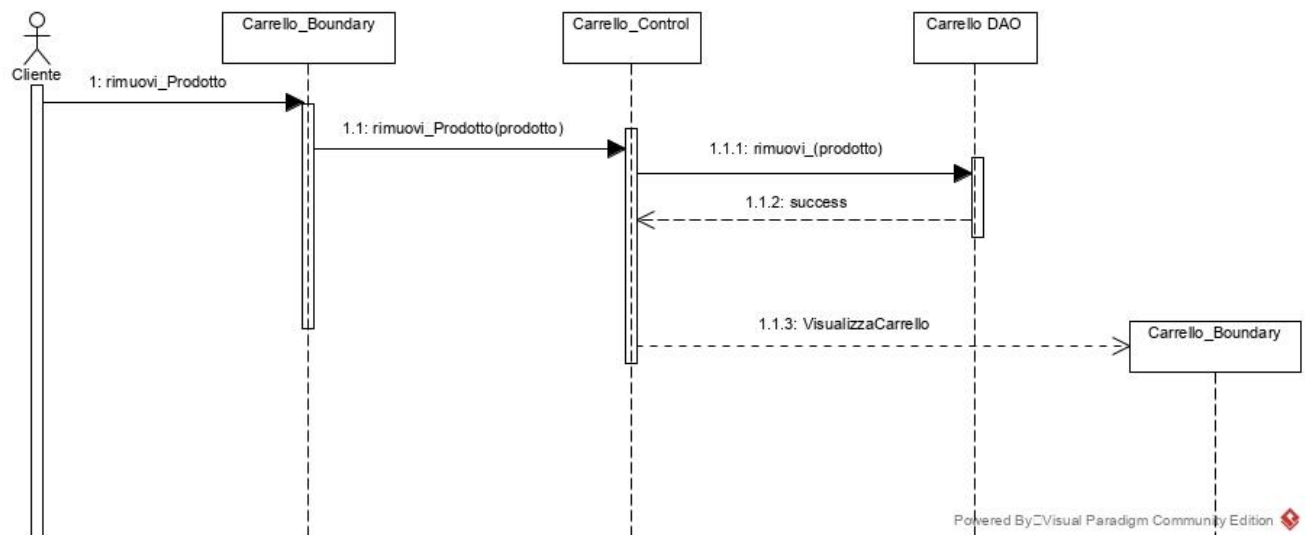 Carrello_Boundary
Carrello_Control
Carrello DAO
Cliente
1: rimuovi_Prodotto
1.1: rimuovi_Prodotto(prodotto)
1.1.1: rimuovi_(prodotto)
1.1.2: success
1.1.3: VisualizzaCarrello
Carrello_Boundary
Powered By Visual Paradigm Community Edition